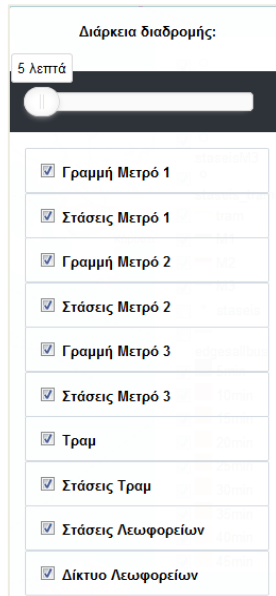 Διάρκεια διαδρομής:
5 λεπτά
Γραμμή Μετρό 1
Στάσεις Μετρό 1
Γραμμή Μετρό 2
Στάσεις Μετρό 2
Γραμμή Μετρό 3
Στάσεις Μετρό 3
Τραμ
Στάσεις Τραμ
Στάσεις Λεωφορείων
Δίκτυο Λεωφορείων